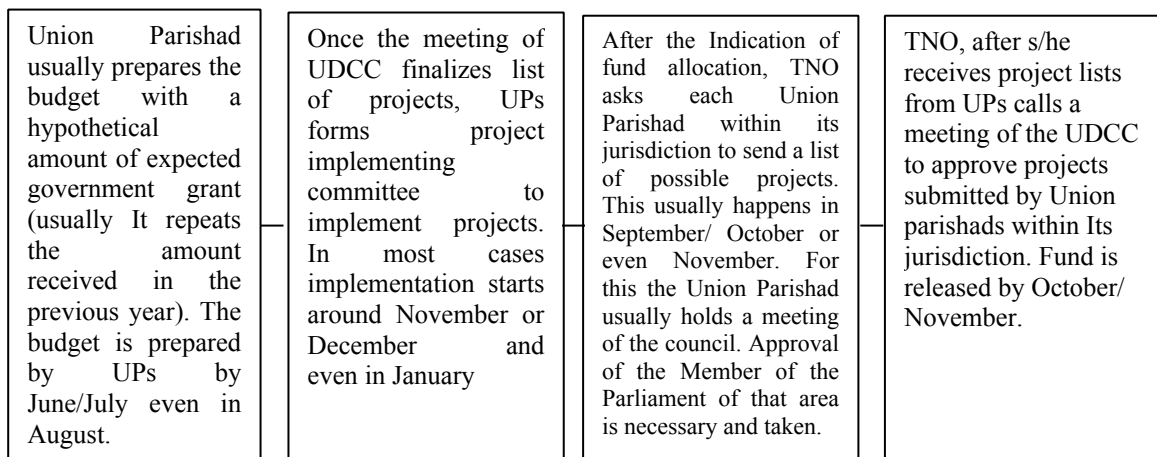 Union Parishad
usually prepares the
budget with a
hypothetical
amount of expected
government grant
(usually It repeats
the amount
received in the
previous year). The
budget is prepared
by UPs by
June/July even in
August.
Once the meeting of
UDCC finalizes list
of projects, UPs
forms project
implementing
committee to
implement projects.
In most cases
implementation starts
around November or
December and
even in January
After the Indication of
fund allocation, TNO
asks each Union
Parishad within its
jurisdiction to send a list
of possible projects.
This usually happens in
September/ October or
even November. For
this the Union Parishad
usually holds a meeting
of the council. Approval
of the Member of the
Parliament of that area
is necessary and taken.
TNO, after s/he
receives project lists
from UPs calls a
meeting of the UDCC
to approve projects
submitted by Union
parishads within Its
jurisdiction. Fund is
released by October/
November.